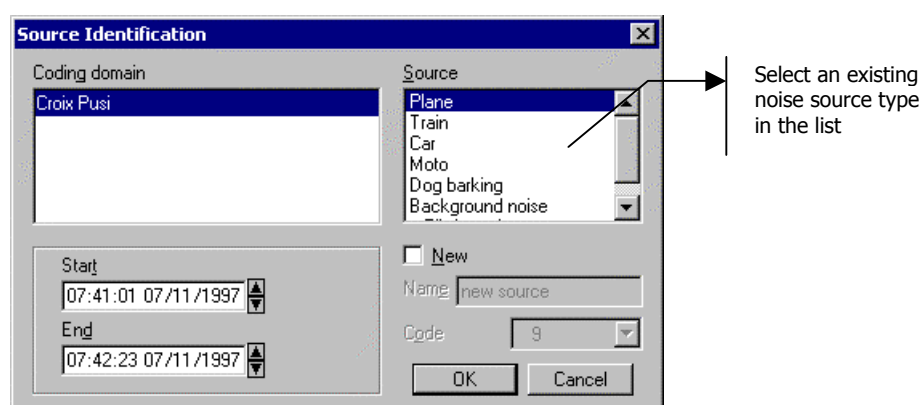 Source Identification
Coding domain
Croix Pusi
Source
Plane
Train
Car
Moto
Dog barking
Background noise
Select an existing
noise source type
in the list
Start
07:41:01 07/11/1997
End
07:42:23 07/11/1997
New
Name new source
Code 9
OK Cancel